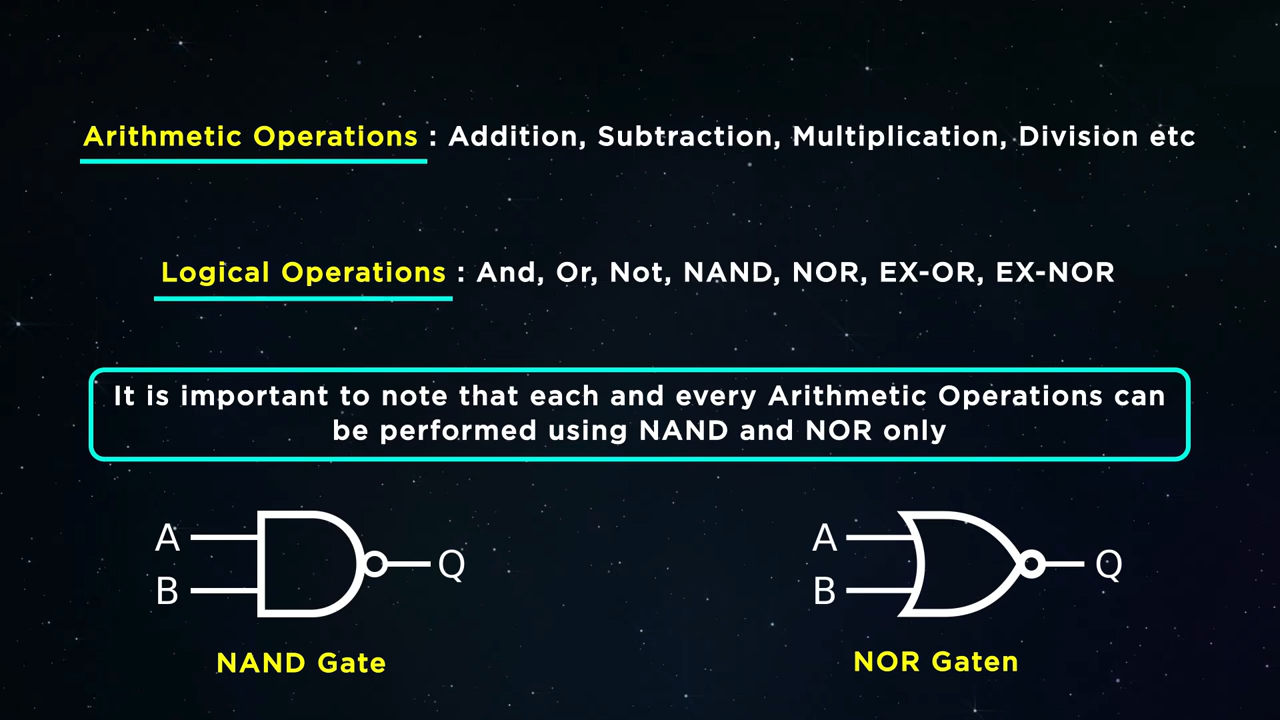 Arithmetic Operations : Addition, Subtraction, Multiplication, Division etc
Logical Operations : And, Or, Not, NAND, NOR, EX-OR, EX-NOR
It is important to note that each and every Arithmetic Operations can
be performed using NAND and NOR only
A
B
Q
NAND Gate
A
B
Q
NOR Gaten